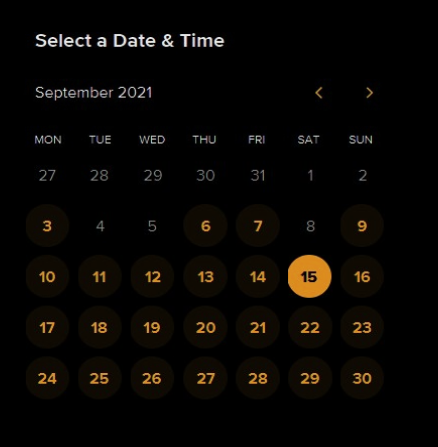 Select a Date & Time
September 2021
MON TUE WED THU FRI SAT SUN
27 28 29 30 31 1 2
3 4 5 6 7 8 9
10 11 12 13 14 15 16
17 18 19 20 21 22 23
24 25 26 27 28 29 30